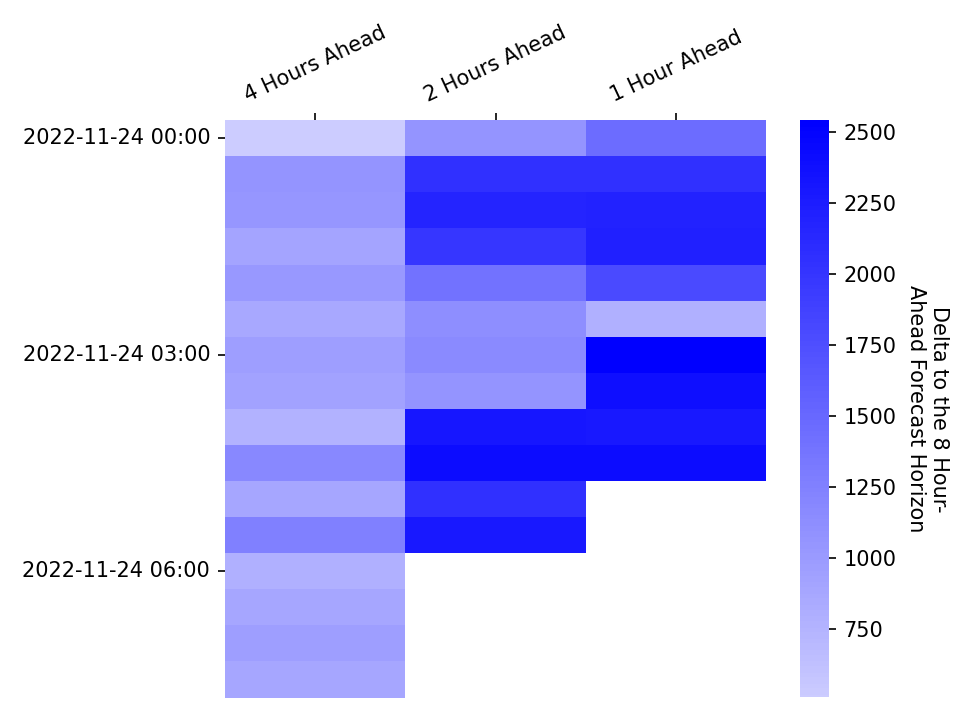 4 Hours Ahead
2 Hours Ahead
1 Hour Ahead
2022-11-24 00:00
2022-11-24 03:00
2022-11-24 06:00
2500
2250
2000
1750
1500
1250
1000
750
Delta to the 8 Hour-
Ahead Forecast Horizon